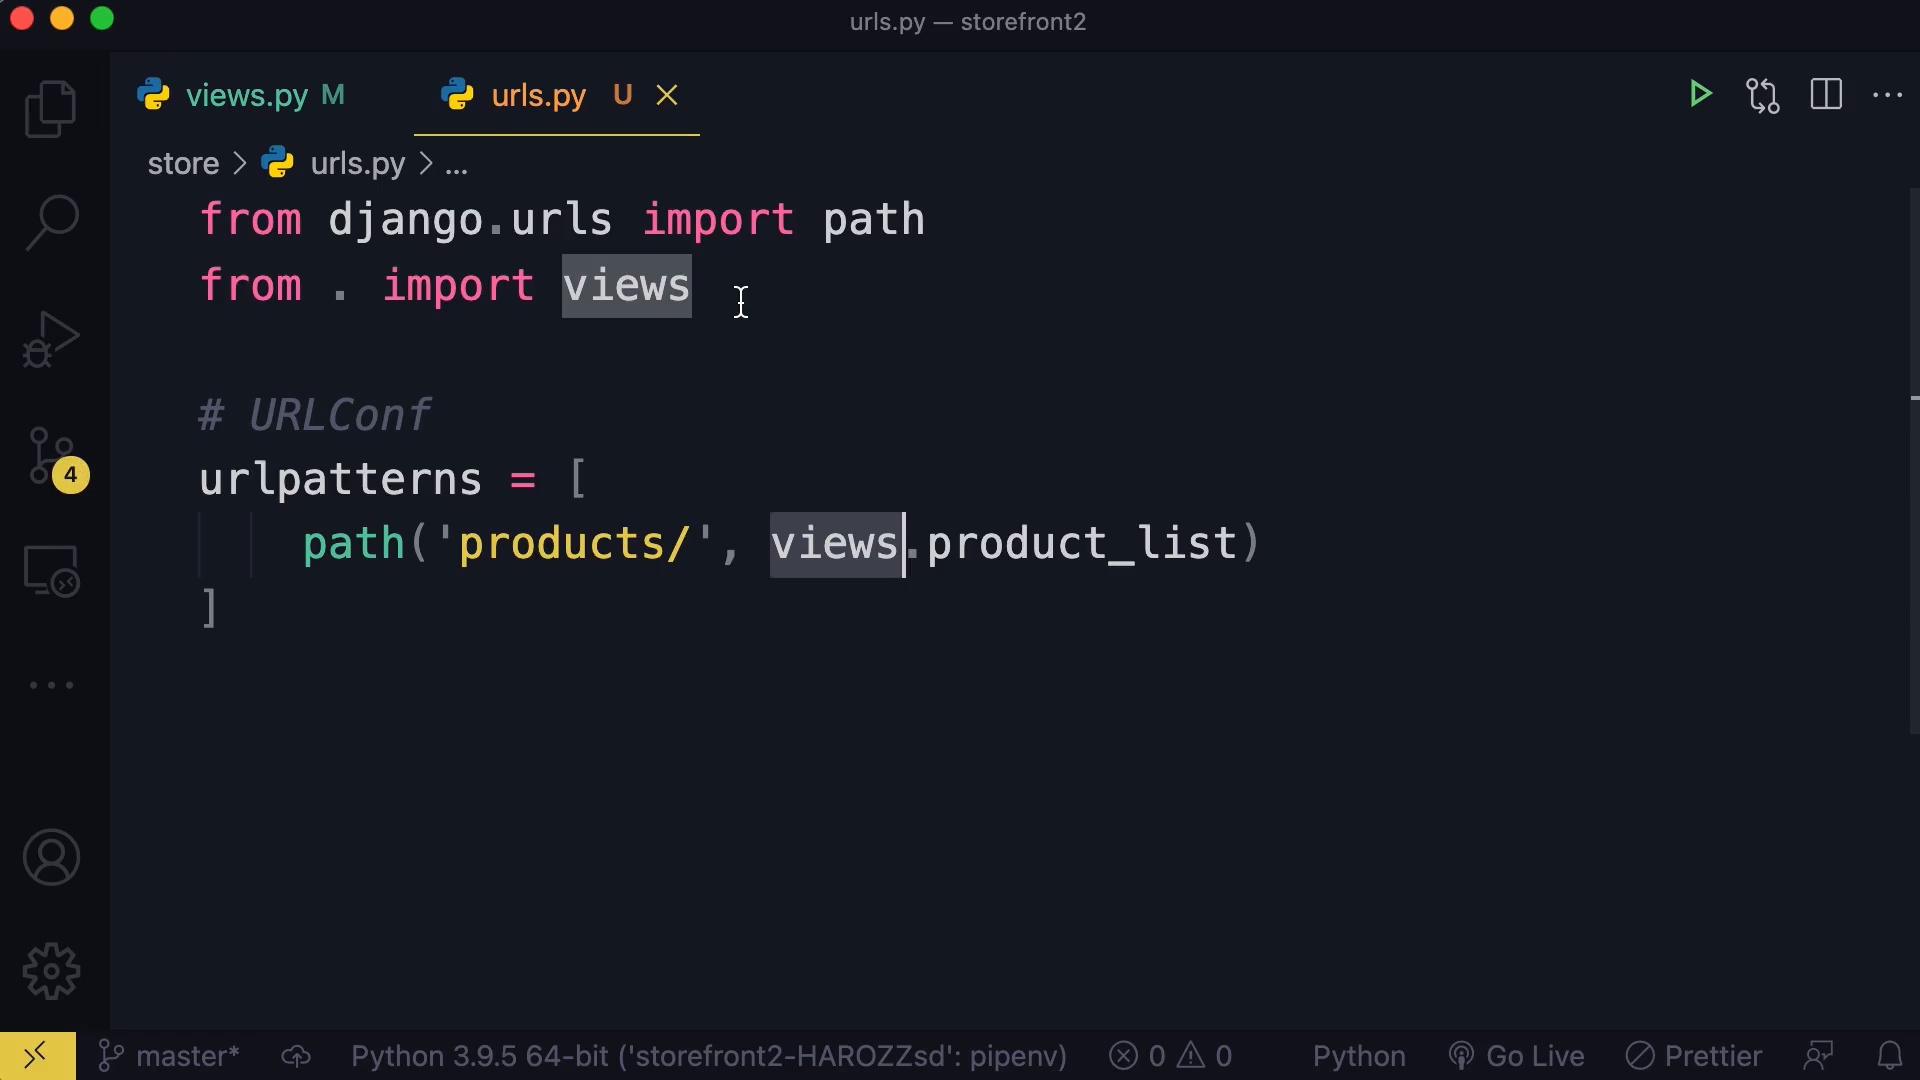 urls.py — storefront2
views.py M urls.py U
store > urls.py > ...
from django.urls import path
from . import views
# URLConf
urlpatterns = [
path('products/', views.product_list)
]
4
master* Python 3.9.5 64-bit ('storefront2-HAROZZsd': pipenv) 0 0 Python Go Live Prettier